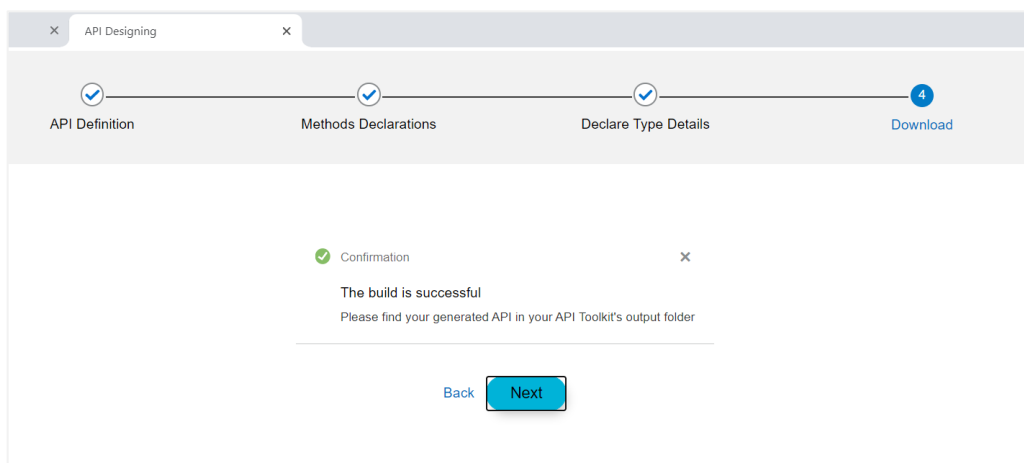 API Designing
4
API Definition
Methods Declarations
Declare Type Details
Download
Confirmation
The build is successful
Please find your generated API in your API Toolkit's output folder
Back
Next